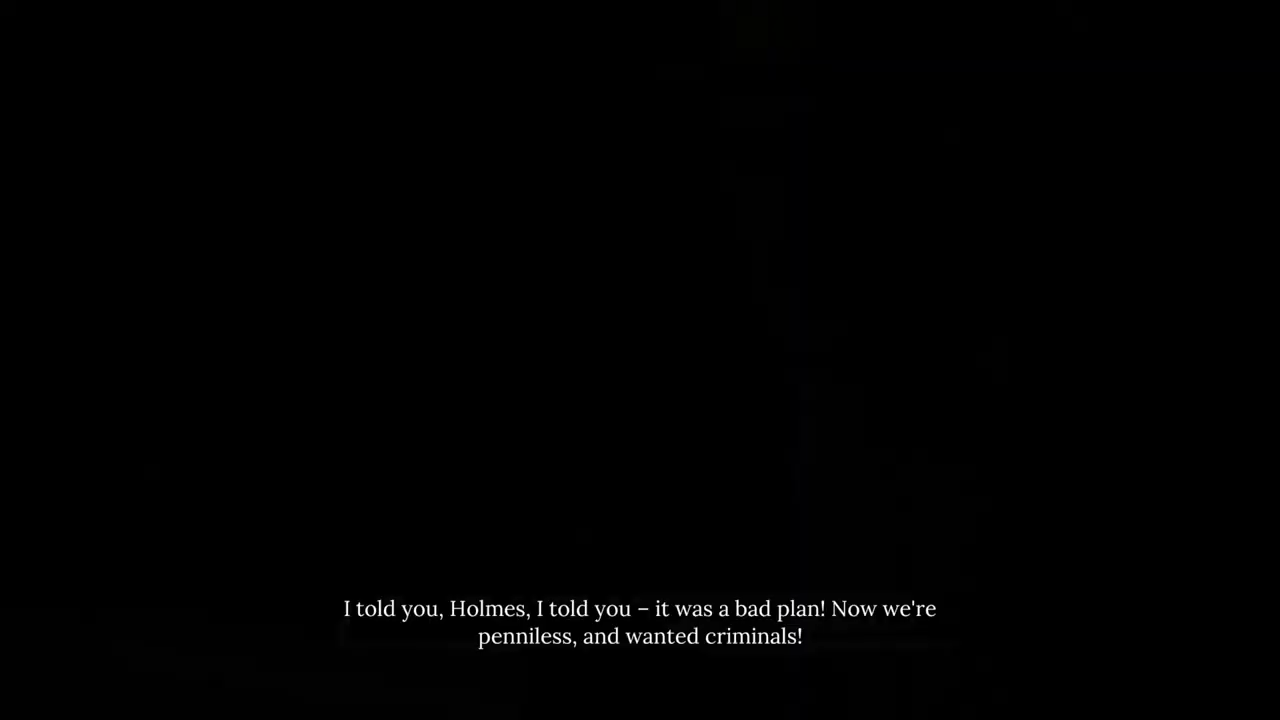 I told you, Holmes, I told you – it was a bad plan! Now we're
penniless, and wanted criminals!